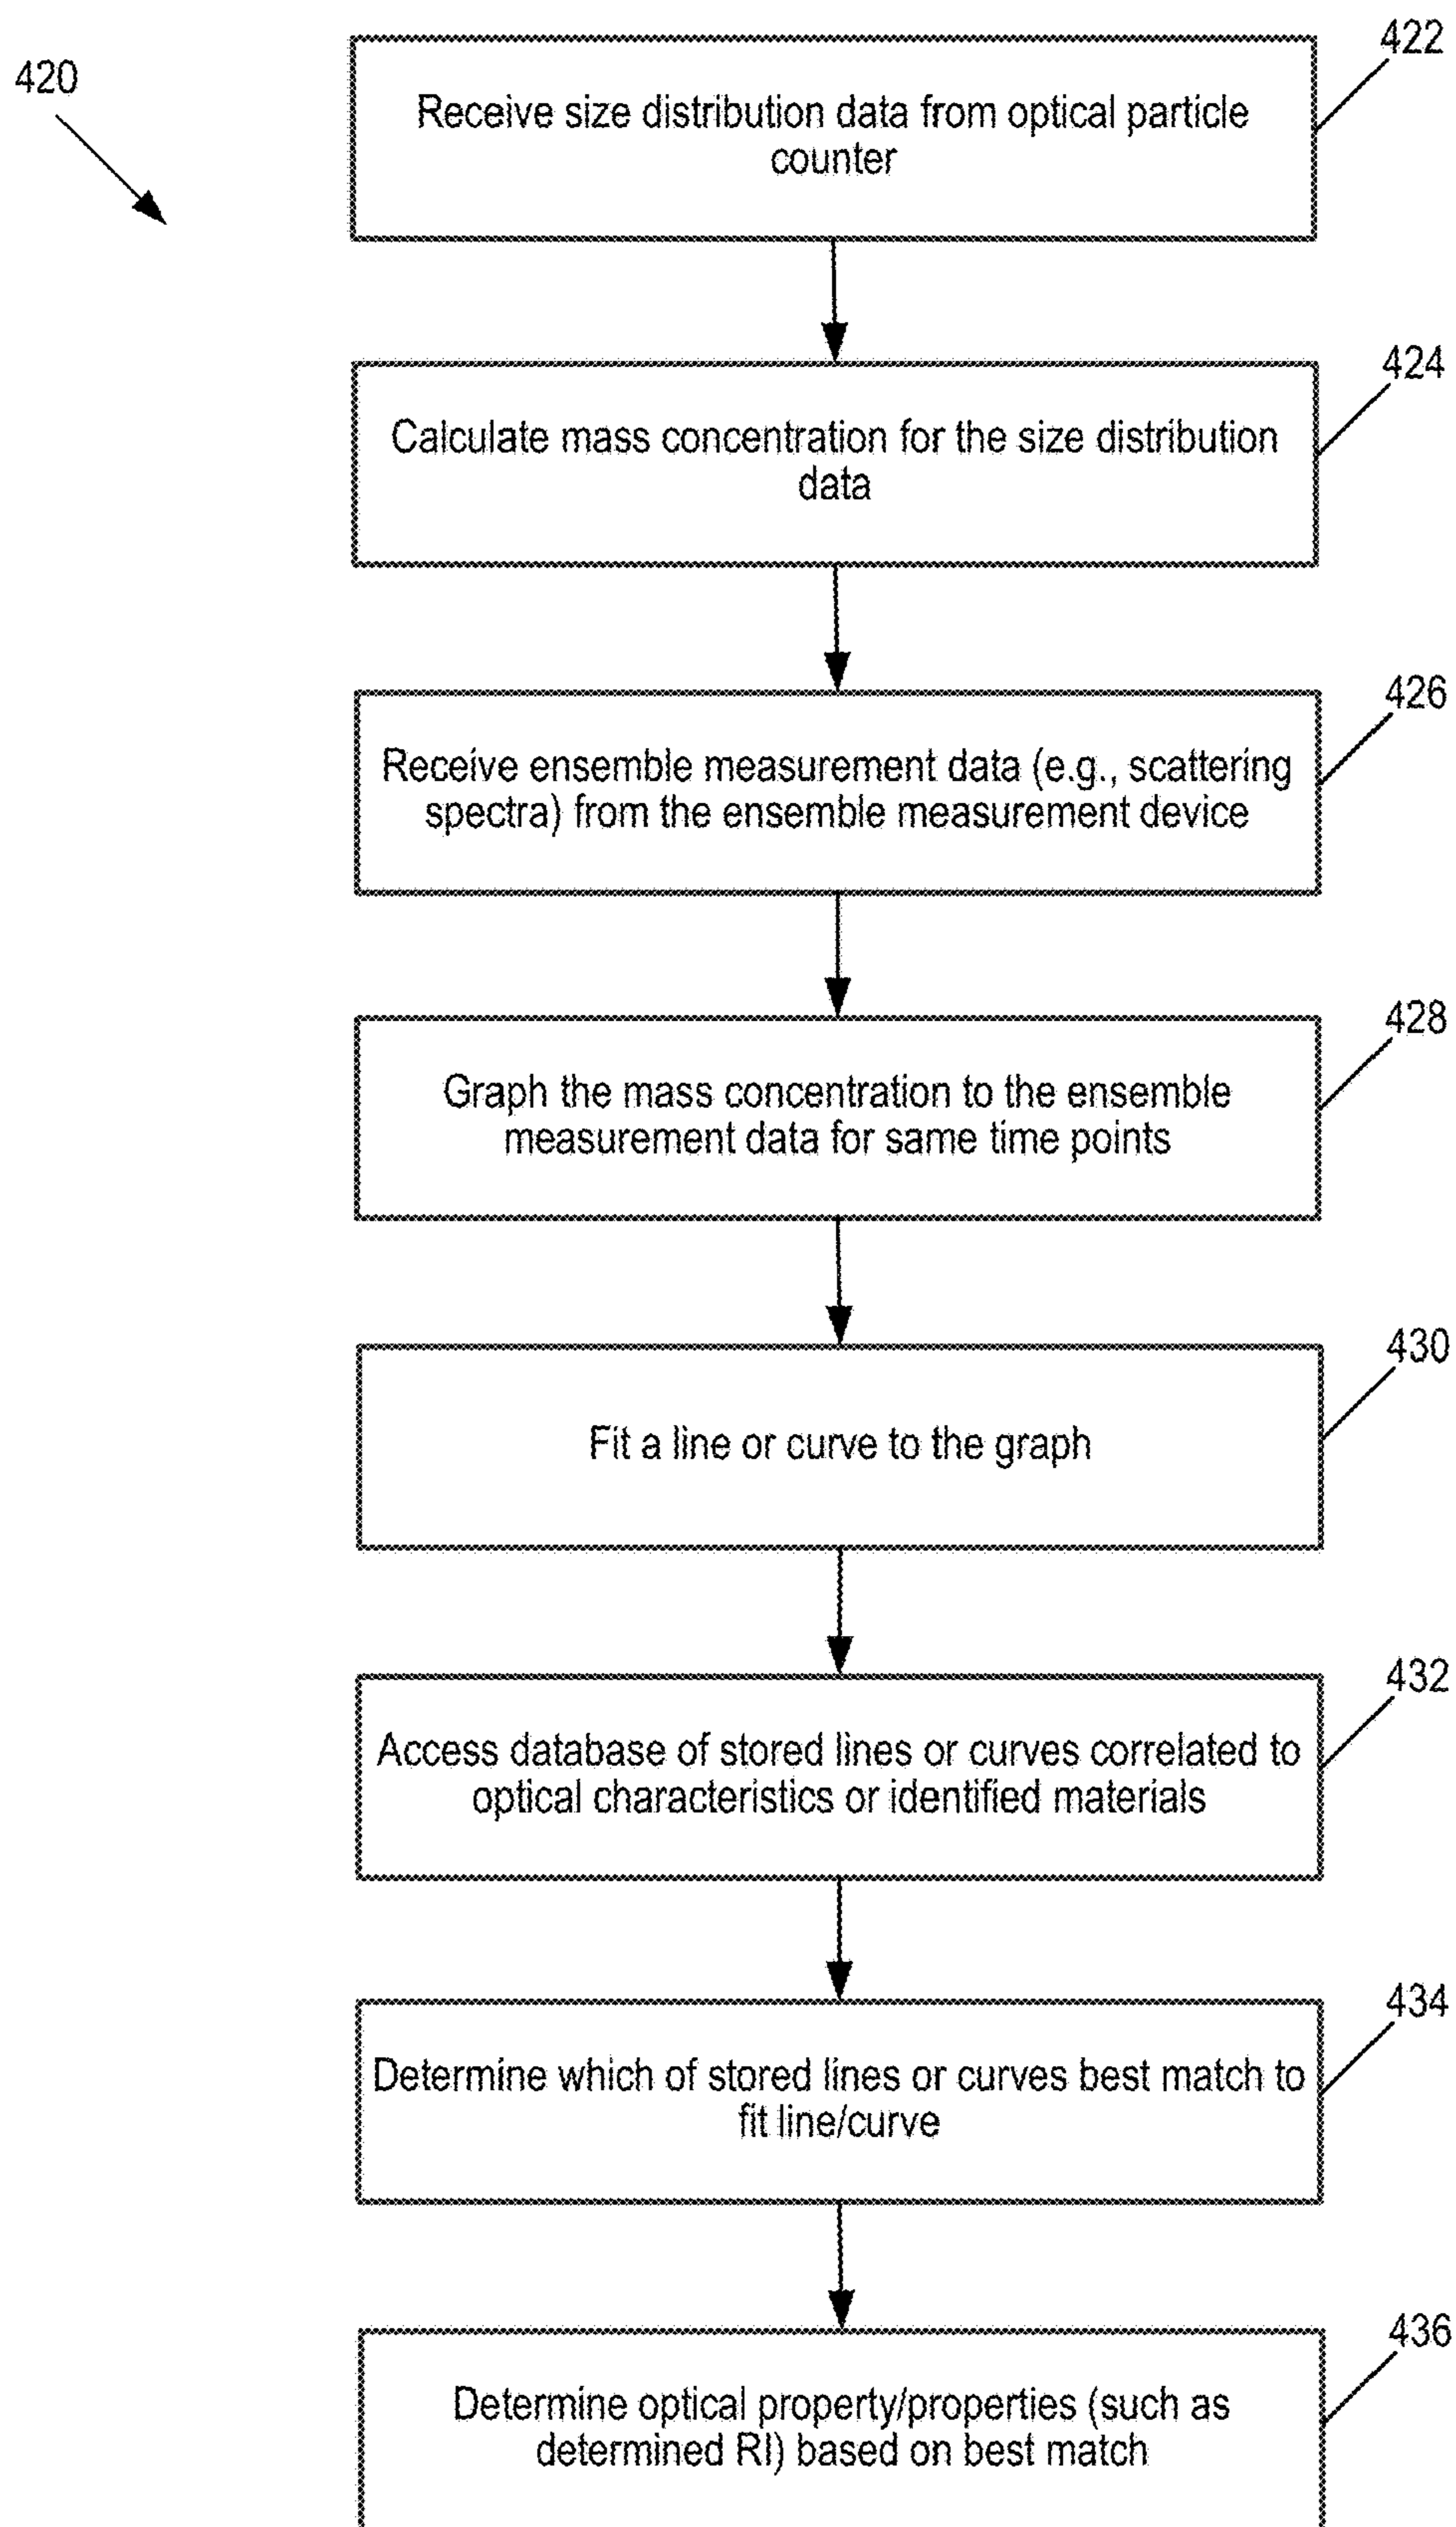 420
422
Receive size distribution data from optical particle
counter
424
Calculate mass concentration for the size distribution
data
426
Receive ensemble measurement data (e.g., scattering
spectra) from the ensemble measurement device
428
Graph the mass concentration to the ensemble
measurement data for same time points
430
Fit a line or curve to the graph
432
Access database of stored lines or curves correlated to
optical characteristics or identified materials
434
Determine which of stored lines or curves best match to
fit line/curve
436
Determine optical property/properties (such as
determined RI) based on best match